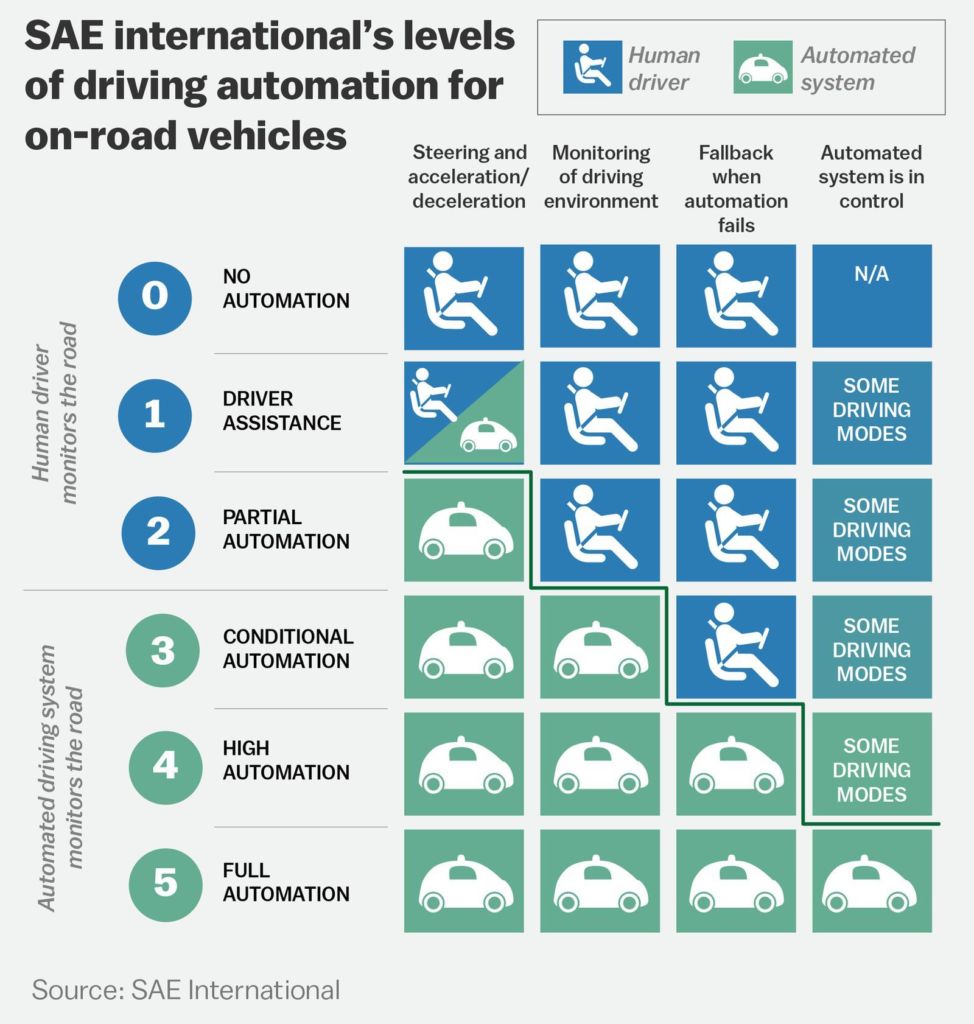 SAE international’s levels
of driving automation for
on-road vehicles
Human
driver
Automated
system
Steering and
acceleration/
deceleration
Monitoring
of driving
environment
Fallback
when
automation
fails
Automated
system is in
control
Human driver
monitors the road
0
NO
AUTOMATION
N/A
1
DRIVER
ASSISTANCE
SOME
DRIVING
MODES
2
PARTIAL
AUTOMATION
SOME
DRIVING
MODES
Automated driving system
monitors the road
3
CONDITIONAL
AUTOMATION
SOME
DRIVING
MODES
4
HIGH
AUTOMATION
SOME
DRIVING
MODES
5
FULL
AUTOMATION
Source: SAE International